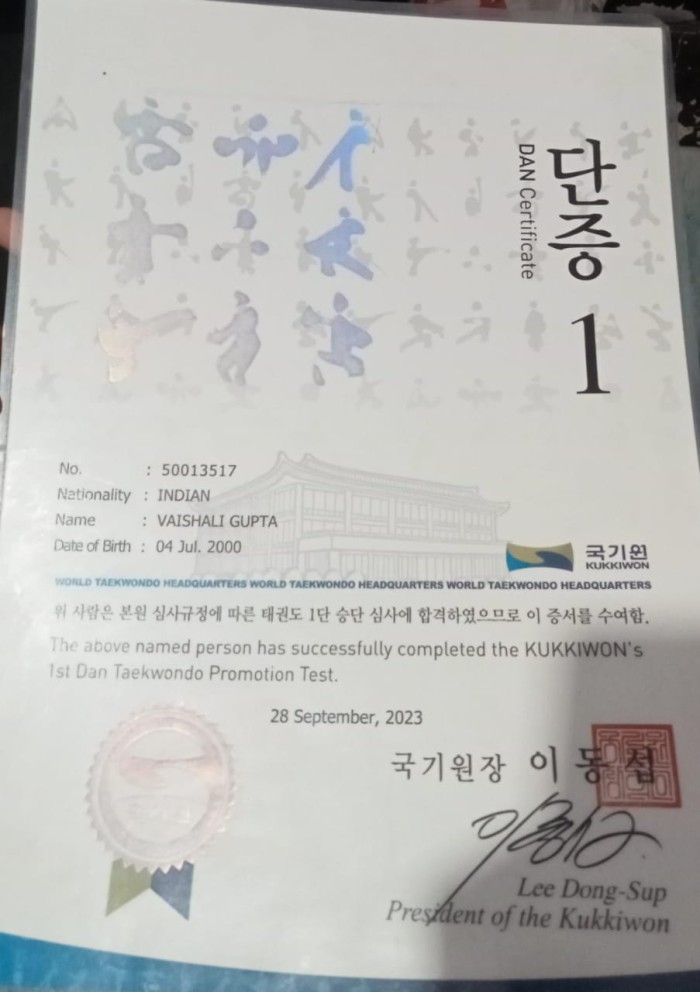 단증
DAN Certificate
1
No. : 50013517
Nationality : INDIAN
Name : VAISHALI GUPTA
Date of Birth : 04 Jul. 2000
국기원
KUKKIWON
WORLD TAEKWONDO HEADQUARTERS WORLD TAEKWONDO HEADQUARTERS WORLD TAEKWONDO HEADQUARTERS
위 사람은 본원 심사규정에 따른 태권도 1단 승단 심사에 합격하였으므로 이 증서를 수여함.
The above named person has successfully completed the KUKKIWON's
1st Dan Taekwondo Promotion Test.
28 September, 2023
국기원장 이동섭
Lee Dong-Sup
President of the Kukkiwon